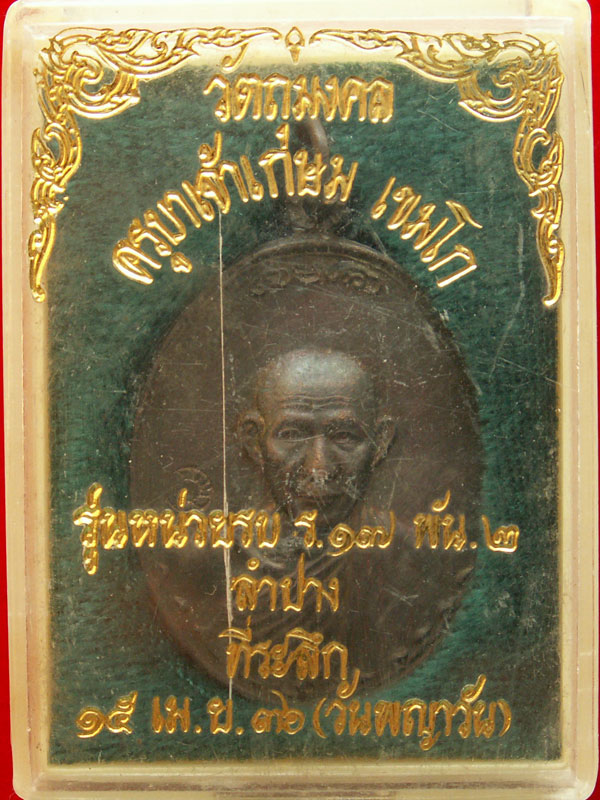 วัตถุมงคล
ครูบาเจ้าเกษม เขมโก
รุ่นหน่วยรบ ร.๑๗ พัน.๒
ลำปาง
ที่ระลึก
๑๕ เม.ย.๓๖ (วันพญาวัน)